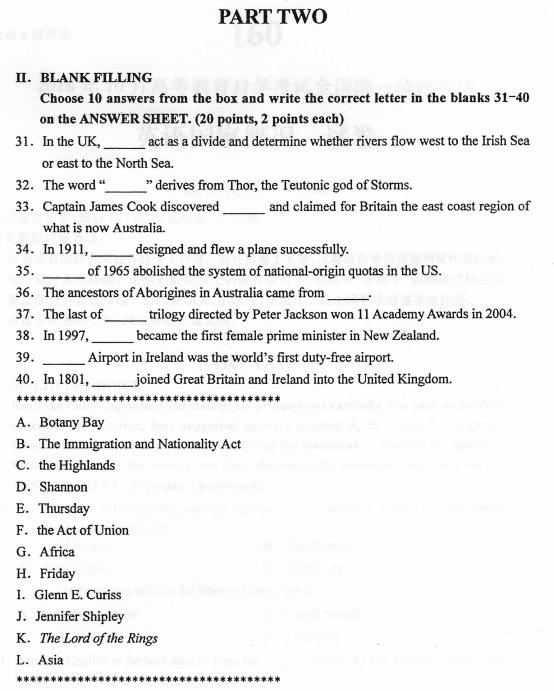 PART TWO
II. BLANK FILLING
Choose 10 answers from the box and write the correct letter in the blanks 31-40
on the ANSWER SHEET. (20 points, 2 points each)
31. In the UK, ______ act as a divide and determine whether rivers flow west to the Irish Sea
or east to the North Sea.
32. The word “______” derives from Thor, the Teutonic god of Storms.
33. Captain James Cook discovered ______ and claimed for Britain the east coast region of
what is now Australia.
34. In 1911, ______ designed and flew a plane successfully.
35. ______ of 1965 abolished the system of national-origin quotas in the US.
36. The ancestors of Aborigines in Australia came from ______.
37. The last of ______ trilogy directed by Peter Jackson won 11 Academy Awards in 2004.
38. In 1997, ______ became the first female prime minister in New Zealand.
39. ______ Airport in Ireland was the world’s first duty-free airport.
40. In 1801, ______ joined Great Britain and Ireland into the United Kingdom.
****************************************
A. Botany Bay
B. The Immigration and Nationality Act
C. the Highlands
D. Shannon
E. Thursday
F. the Act of Union
G. Africa
H. Friday
I. Glenn E. Curiss
J. Jennifer Shipley
K. The Lord of the Rings
L. Asia
****************************************